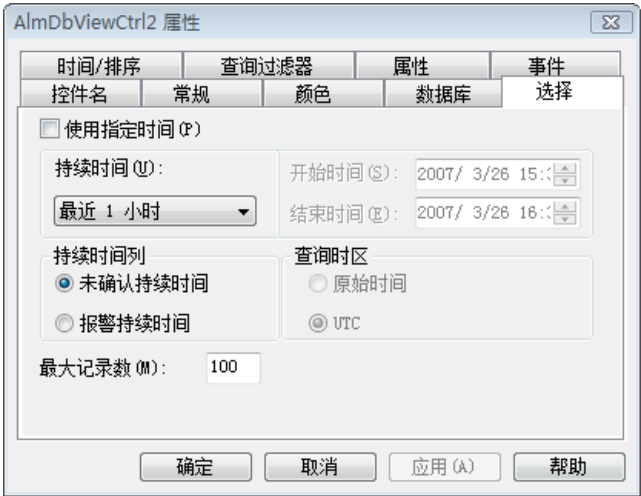 AlmDbViewCtrl2 属性
时间/排序 查询过滤器 属性 事件
控件名 常规 颜色 数据库 选择
使用指定时间(P)
持续时间(U):
最近 1 小时
开始时间(S): 2007/ 3/26 15:
结束时间(E): 2007/ 3/26 16:
持续时间列
未确认持续时间
报警持续时间
查询时区
原始时间
UTC
最大记录数(M): 100
确定 取消 应用(A) 帮助